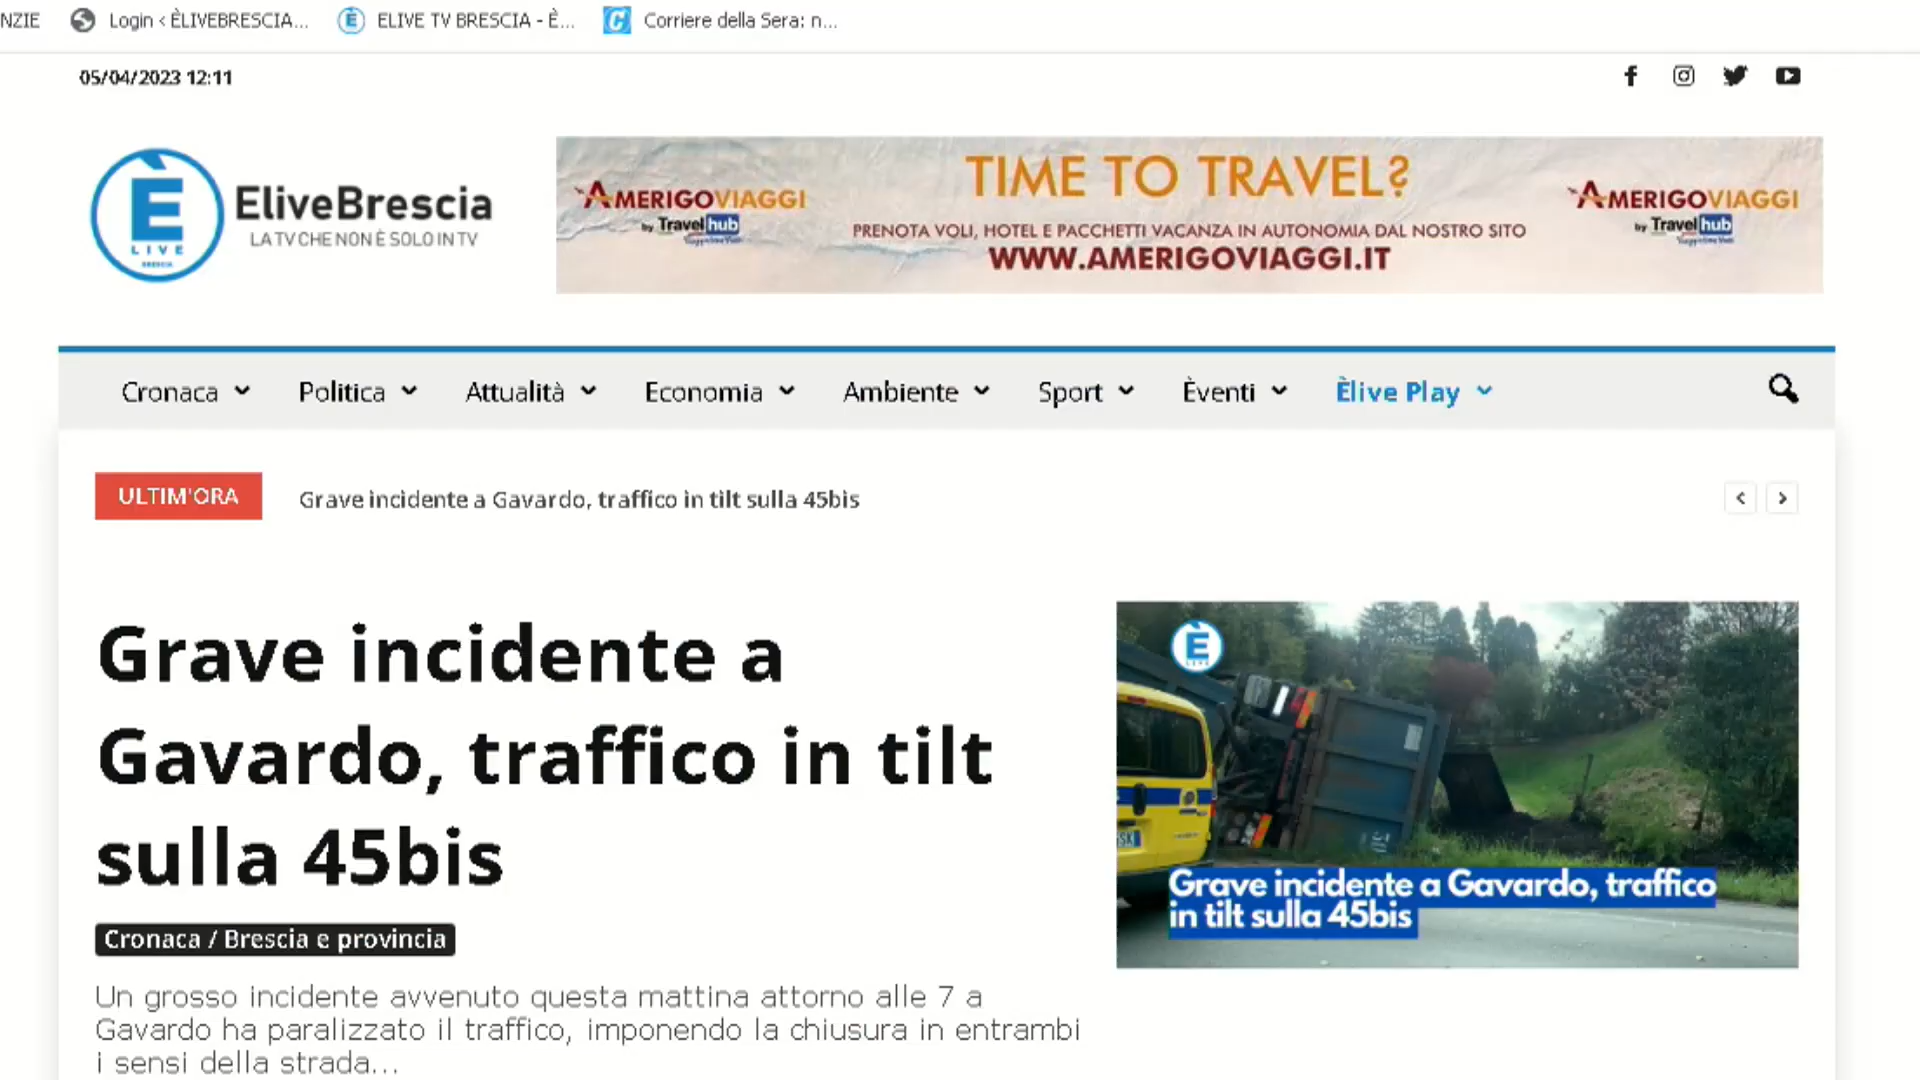 NZIE
Login < ÈLIVEBRESCIA...
ELIVE TV BRESCIA - È...
Corriere della Sera: n...
05/04/2023 12:11
È
LIVE
BRESCIA
EliveBrescia
LA TV CHE NON È SOLO IN TV
AMERIGOVIAGGI
by Travel hub
TIME TO TRAVEL?
PRENOTA VOLI, HOTEL E PACCHETTI VACANZA IN AUTONOMIA DAL NOSTRO SITO
WWW.AMERIGOVIAGGI.IT
AMERIGOVIAGGI
by Travel hub
Cronaca Politica Attualità Economia Ambiente Sport Èventi Èlive Play
ULTIM'ORA Grave incidente a Gavardo, traffico in tilt sulla 45bis
Grave incidente a
Gavardo, traffico in tilt
sulla 45bis
Cronaca / Brescia e provincia
Un grosso incidente avvenuto questa mattina attorno alle 7 a
Gavardo ha paralizzato il traffico, imponendo la chiusura in entrambi
i sensi della strada...
È
LIVE
Grave incidente a Gavardo, traffico
in tilt sulla 45bis